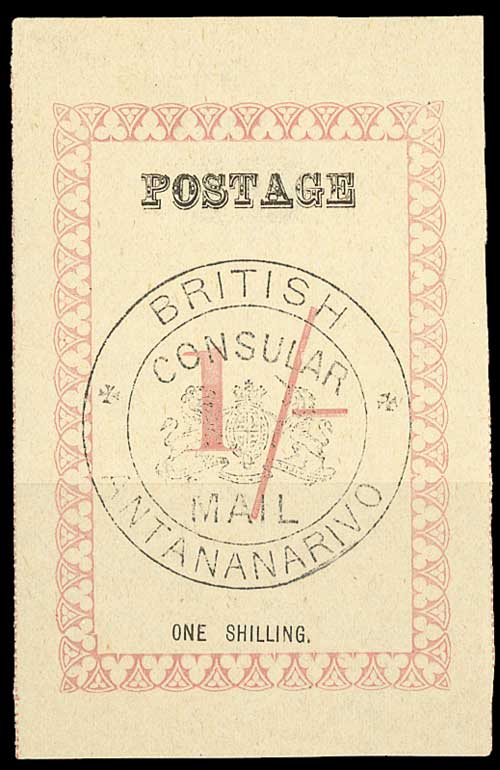 POSTAGE
BRITISH
CONSULAR
1/-
MAIL
ANTANANARIVO
ONE SHILLING.